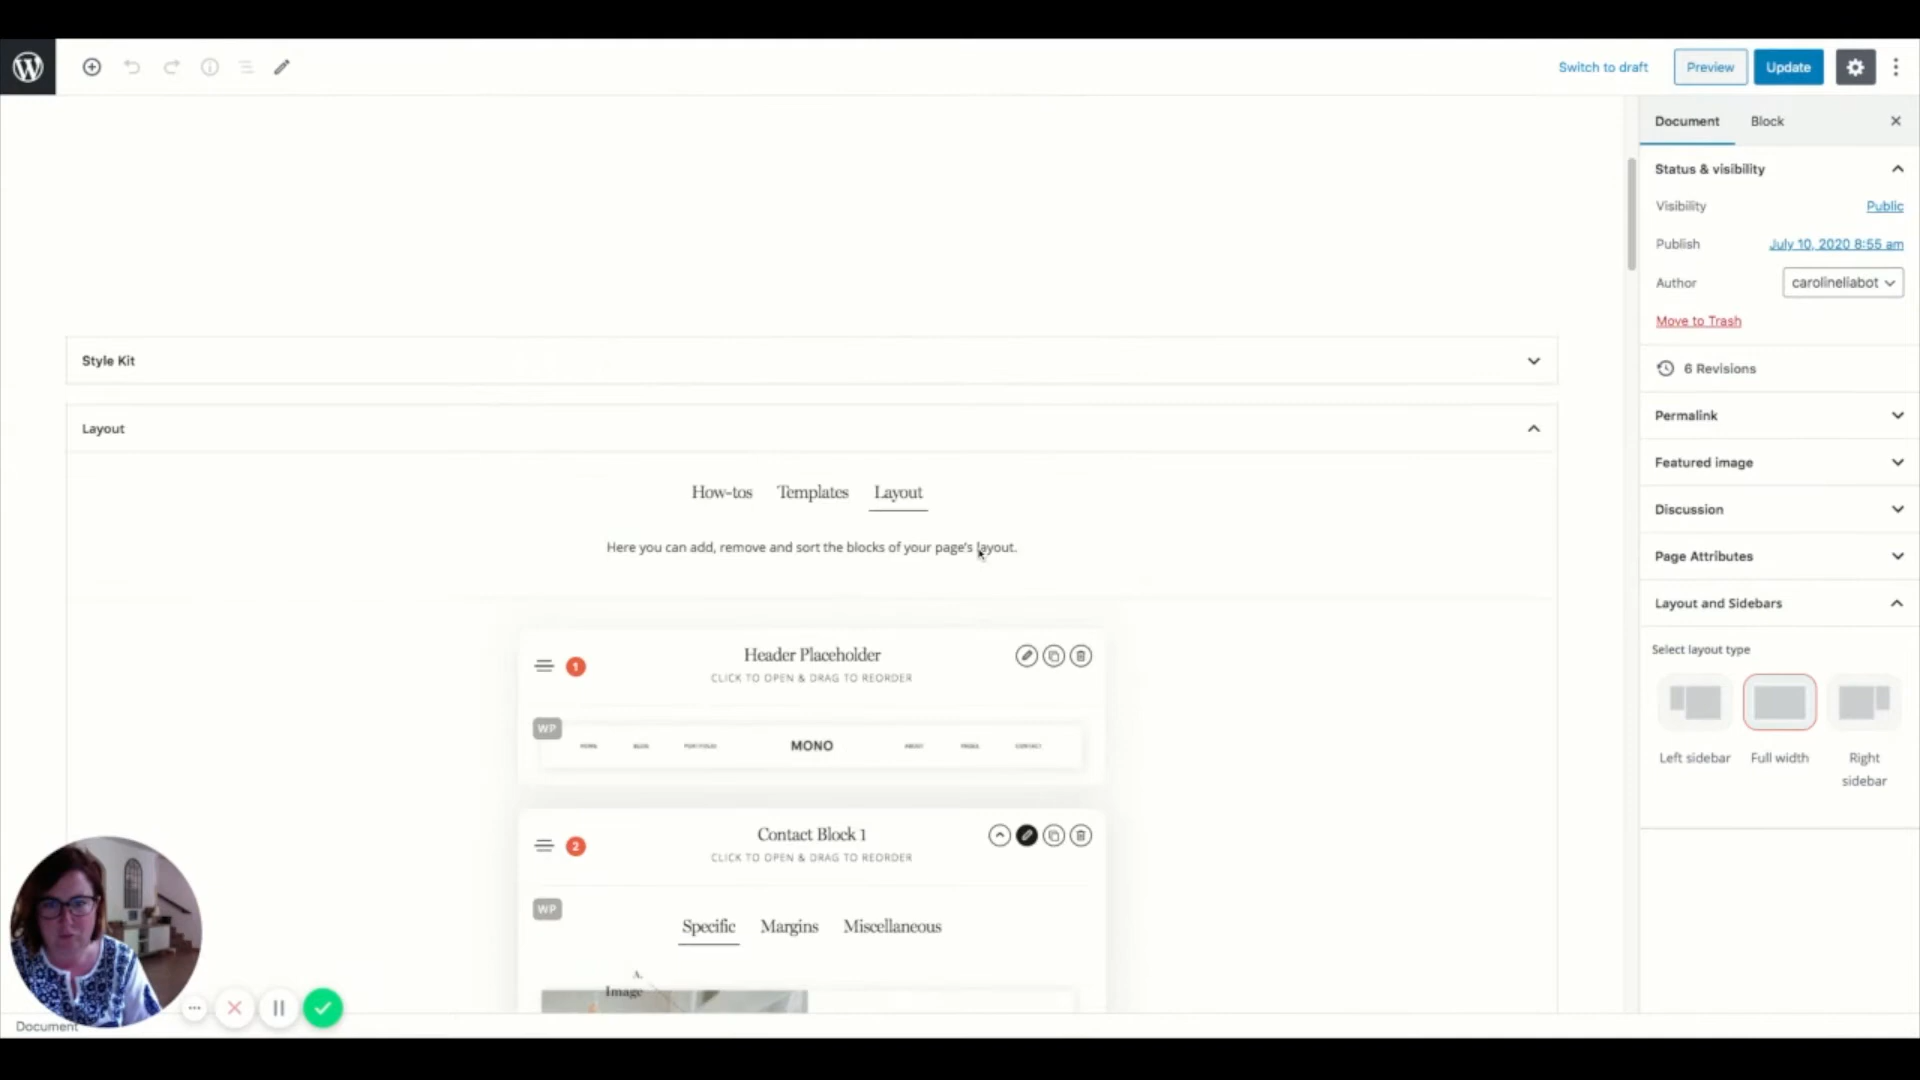 Switch to draft
Preview
Update
Document
Block
Status & visibility
Visibility
Public
Publish
July 10, 2020 8:55 am
Author
carolineliabot
Move to Trash
6 Revisions
Permalink
Featured image
Discussion
Page Attributes
Layout and Sidebars
Select layout type
Left sidebar
Full width
Right
sidebar
Style Kit
Layout
How-tos
Templates
Layout
Here you can add, remove and sort the blocks of your page's layout.
1
Header Placeholder
CLICK TO OPEN & DRAG TO REORDER
WP
HOME
BLOG
PORTFOLIO
MONO
ABOUT
PAGES
CONTACT
2
Contact Block 1
CLICK TO OPEN & DRAG TO REORDER
WP
Specific
Margins
Miscellaneous
A.
Image
Document